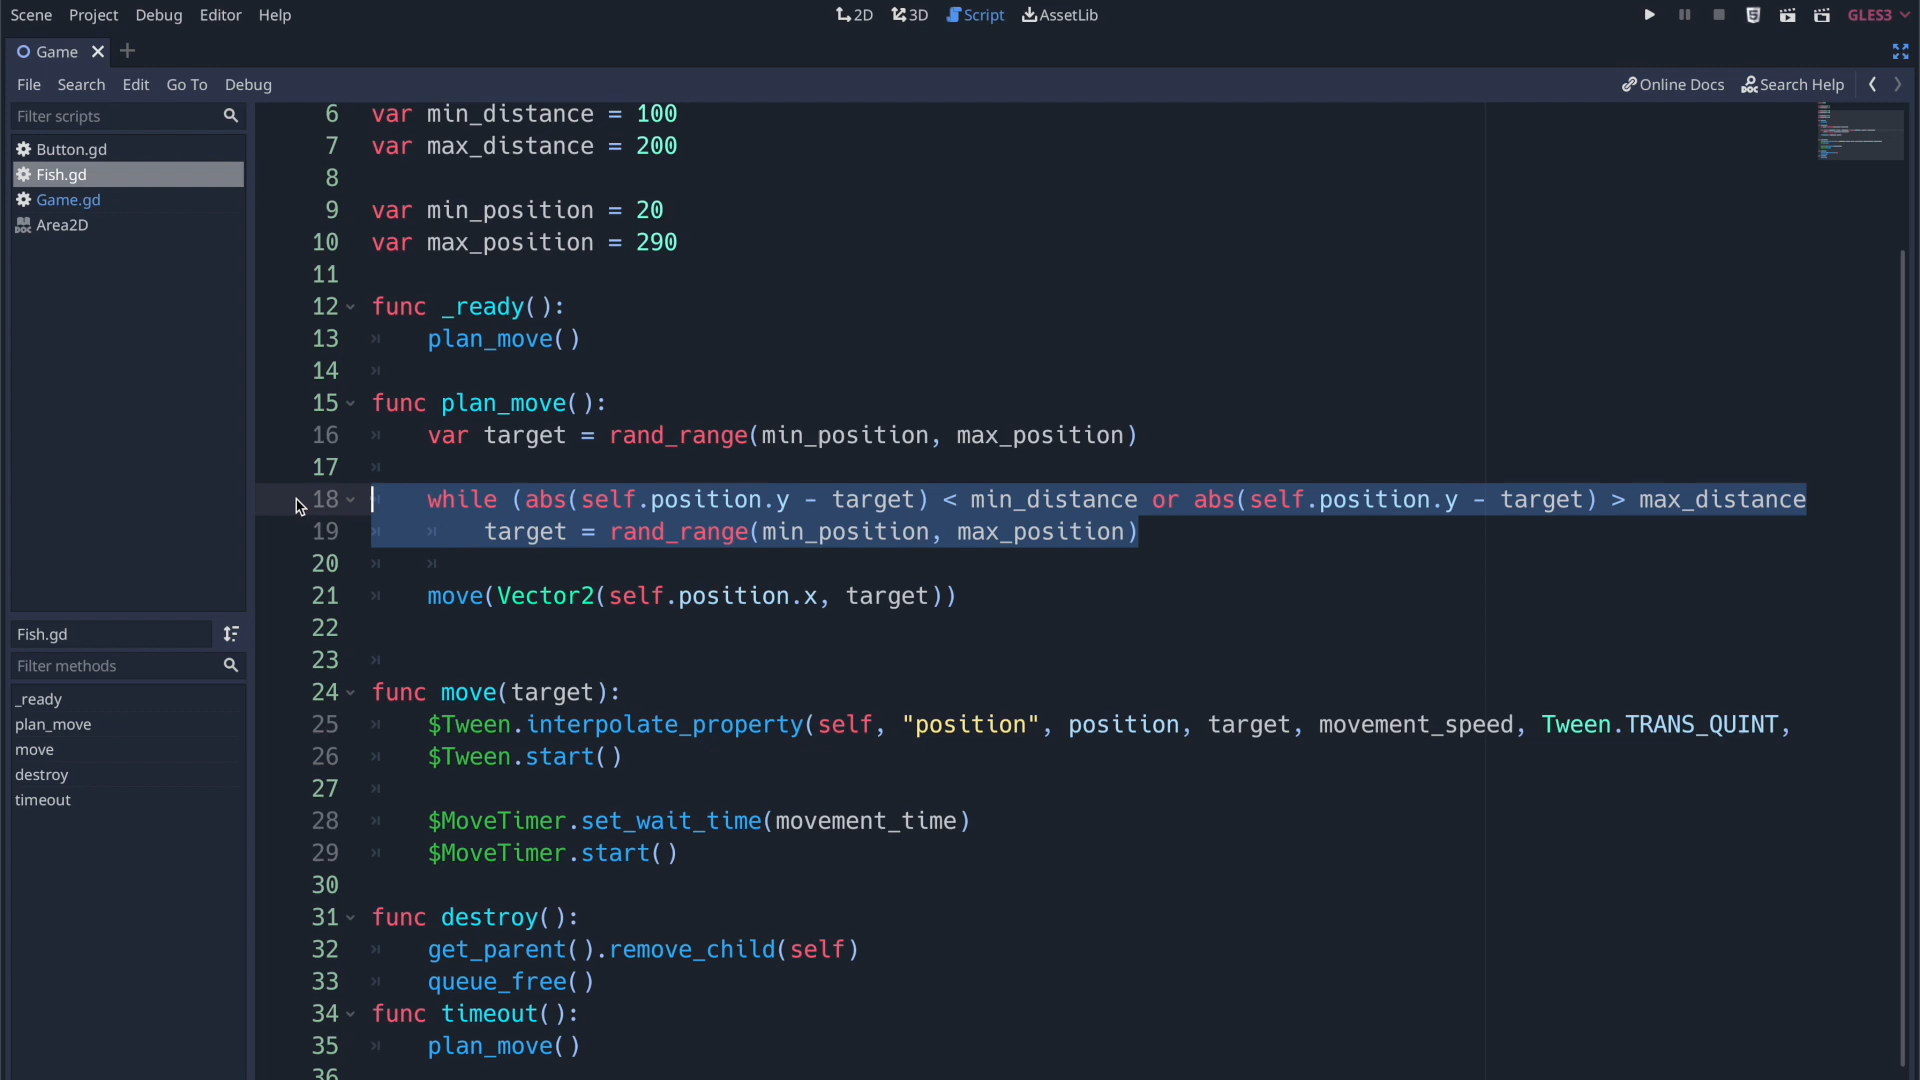 Scene Project Debug Editor Help
2D 3D Script AssetLib
GLES3
Game
File Search Edit Go To Debug
Online Docs Search Help
Filter scripts
Button.gd
Fish.gd
Game.gd
Area2D
Fish.gd
Filter methods
_ready
plan_move
move
destroy
timeout
6 var min_distance = 100
7 var max_distance = 200
8
9 var min_position = 20
10 var max_position = 290
11
12 func _ready():
13 plan_move()
14
15 func plan_move():
16 var target = rand_range(min_position, max_position)
17
18 while (abs(self.position.y - target) < min_distance or abs(self.position.y - target) > max_distance
19 target = rand_range(min_position, max_position)
20
21 move(Vector2(self.position.x, target))
22
23
24 func move(target):
25 $Tween.interpolate_property(self, "position", position, target, movement_speed, Tween.TRANS_QUINT,
26 $Tween.start()
27
28 $MoveTimer.set_wait_time(movement_time)
29 $MoveTimer.start()
30
31 func destroy():
32 get_parent().remove_child(self)
33 queue_free()
34 func timeout():
35 plan_move()
36